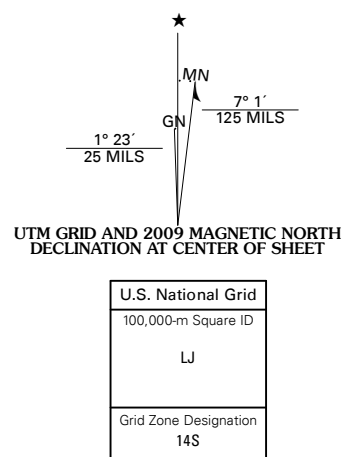 ★
MN
GN
7° 1´
125 MILS
1° 23´
25 MILS
UTM GRID AND 2009 MAGNETIC NORTH
DECLINATION AT CENTER OF SHEET
U.S. National Grid
100,000-m Square ID
LJ
Grid Zone Designation
14S